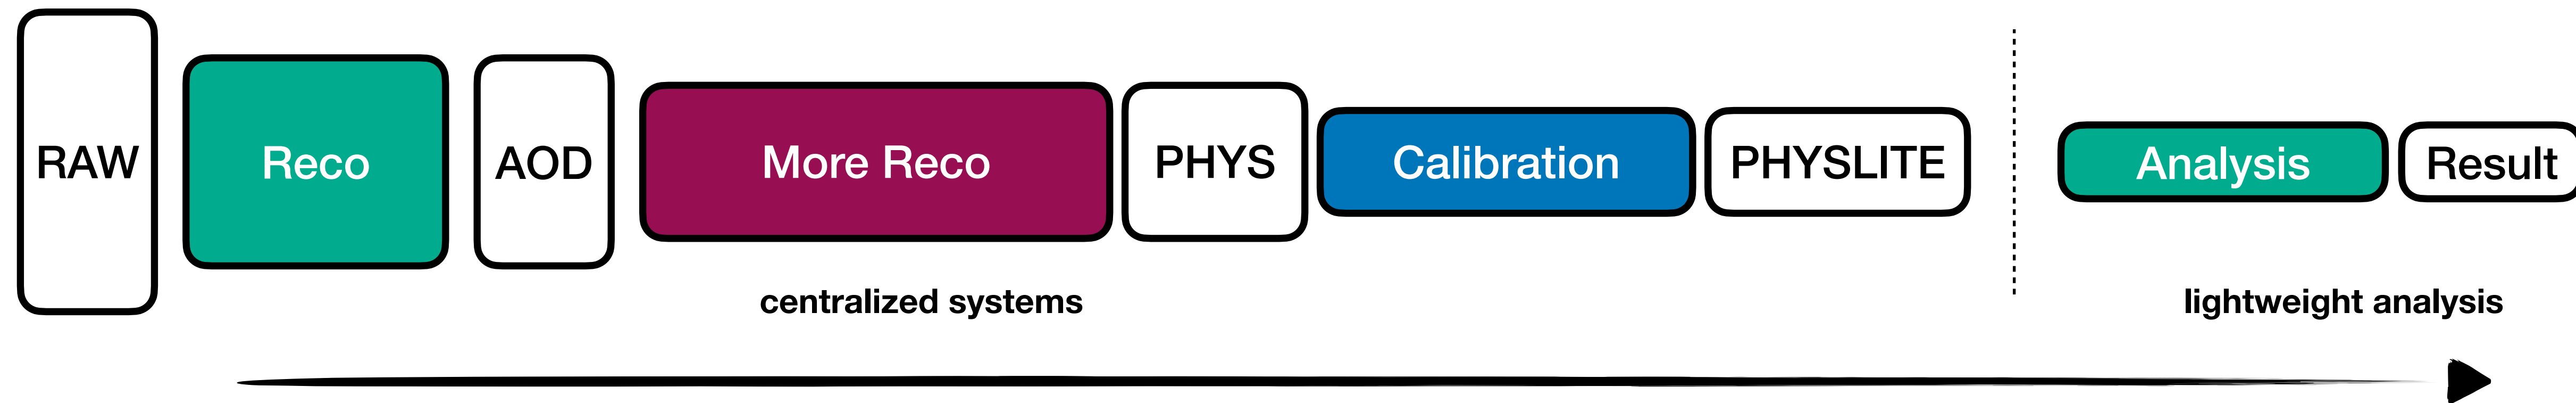 RAW
Reco
AOD
More Reco
PHYS
Calibration
PHYSLITE
Analysis
Result
centralized systems
lightweight analysis